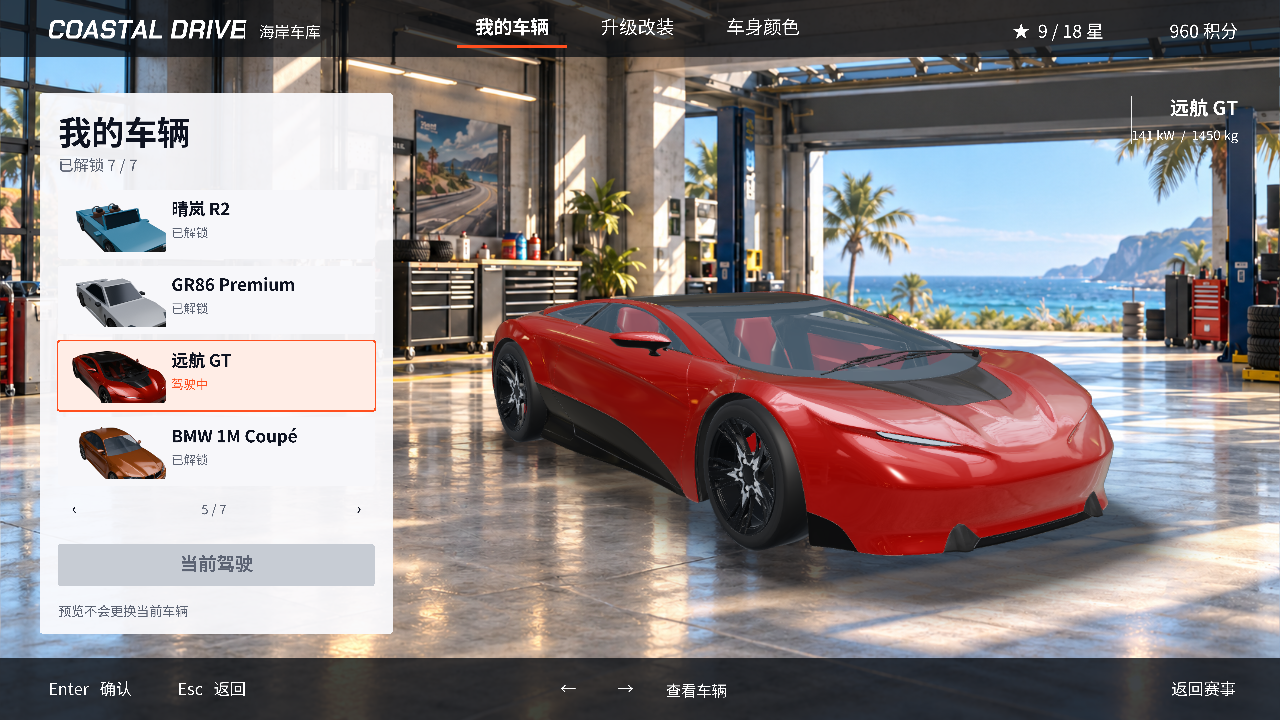 COASTAL DRIVE 海岸车库
我的车辆
升级改装
车身颜色
★ 9 / 18 星
960 积分
我的车辆
已解锁 7 / 7
晴岚 R2
已解锁
GR86 Premium
已解锁
远航 GT
驾驶中
BMW 1M Coupé
已解锁
‹ 5 / 7 ›
当前驾驶
预览不会更换当前车辆
远航 GT
141 kW / 1450 kg
Enter 确认
Esc 返回
← → 查看车辆
返回赛事